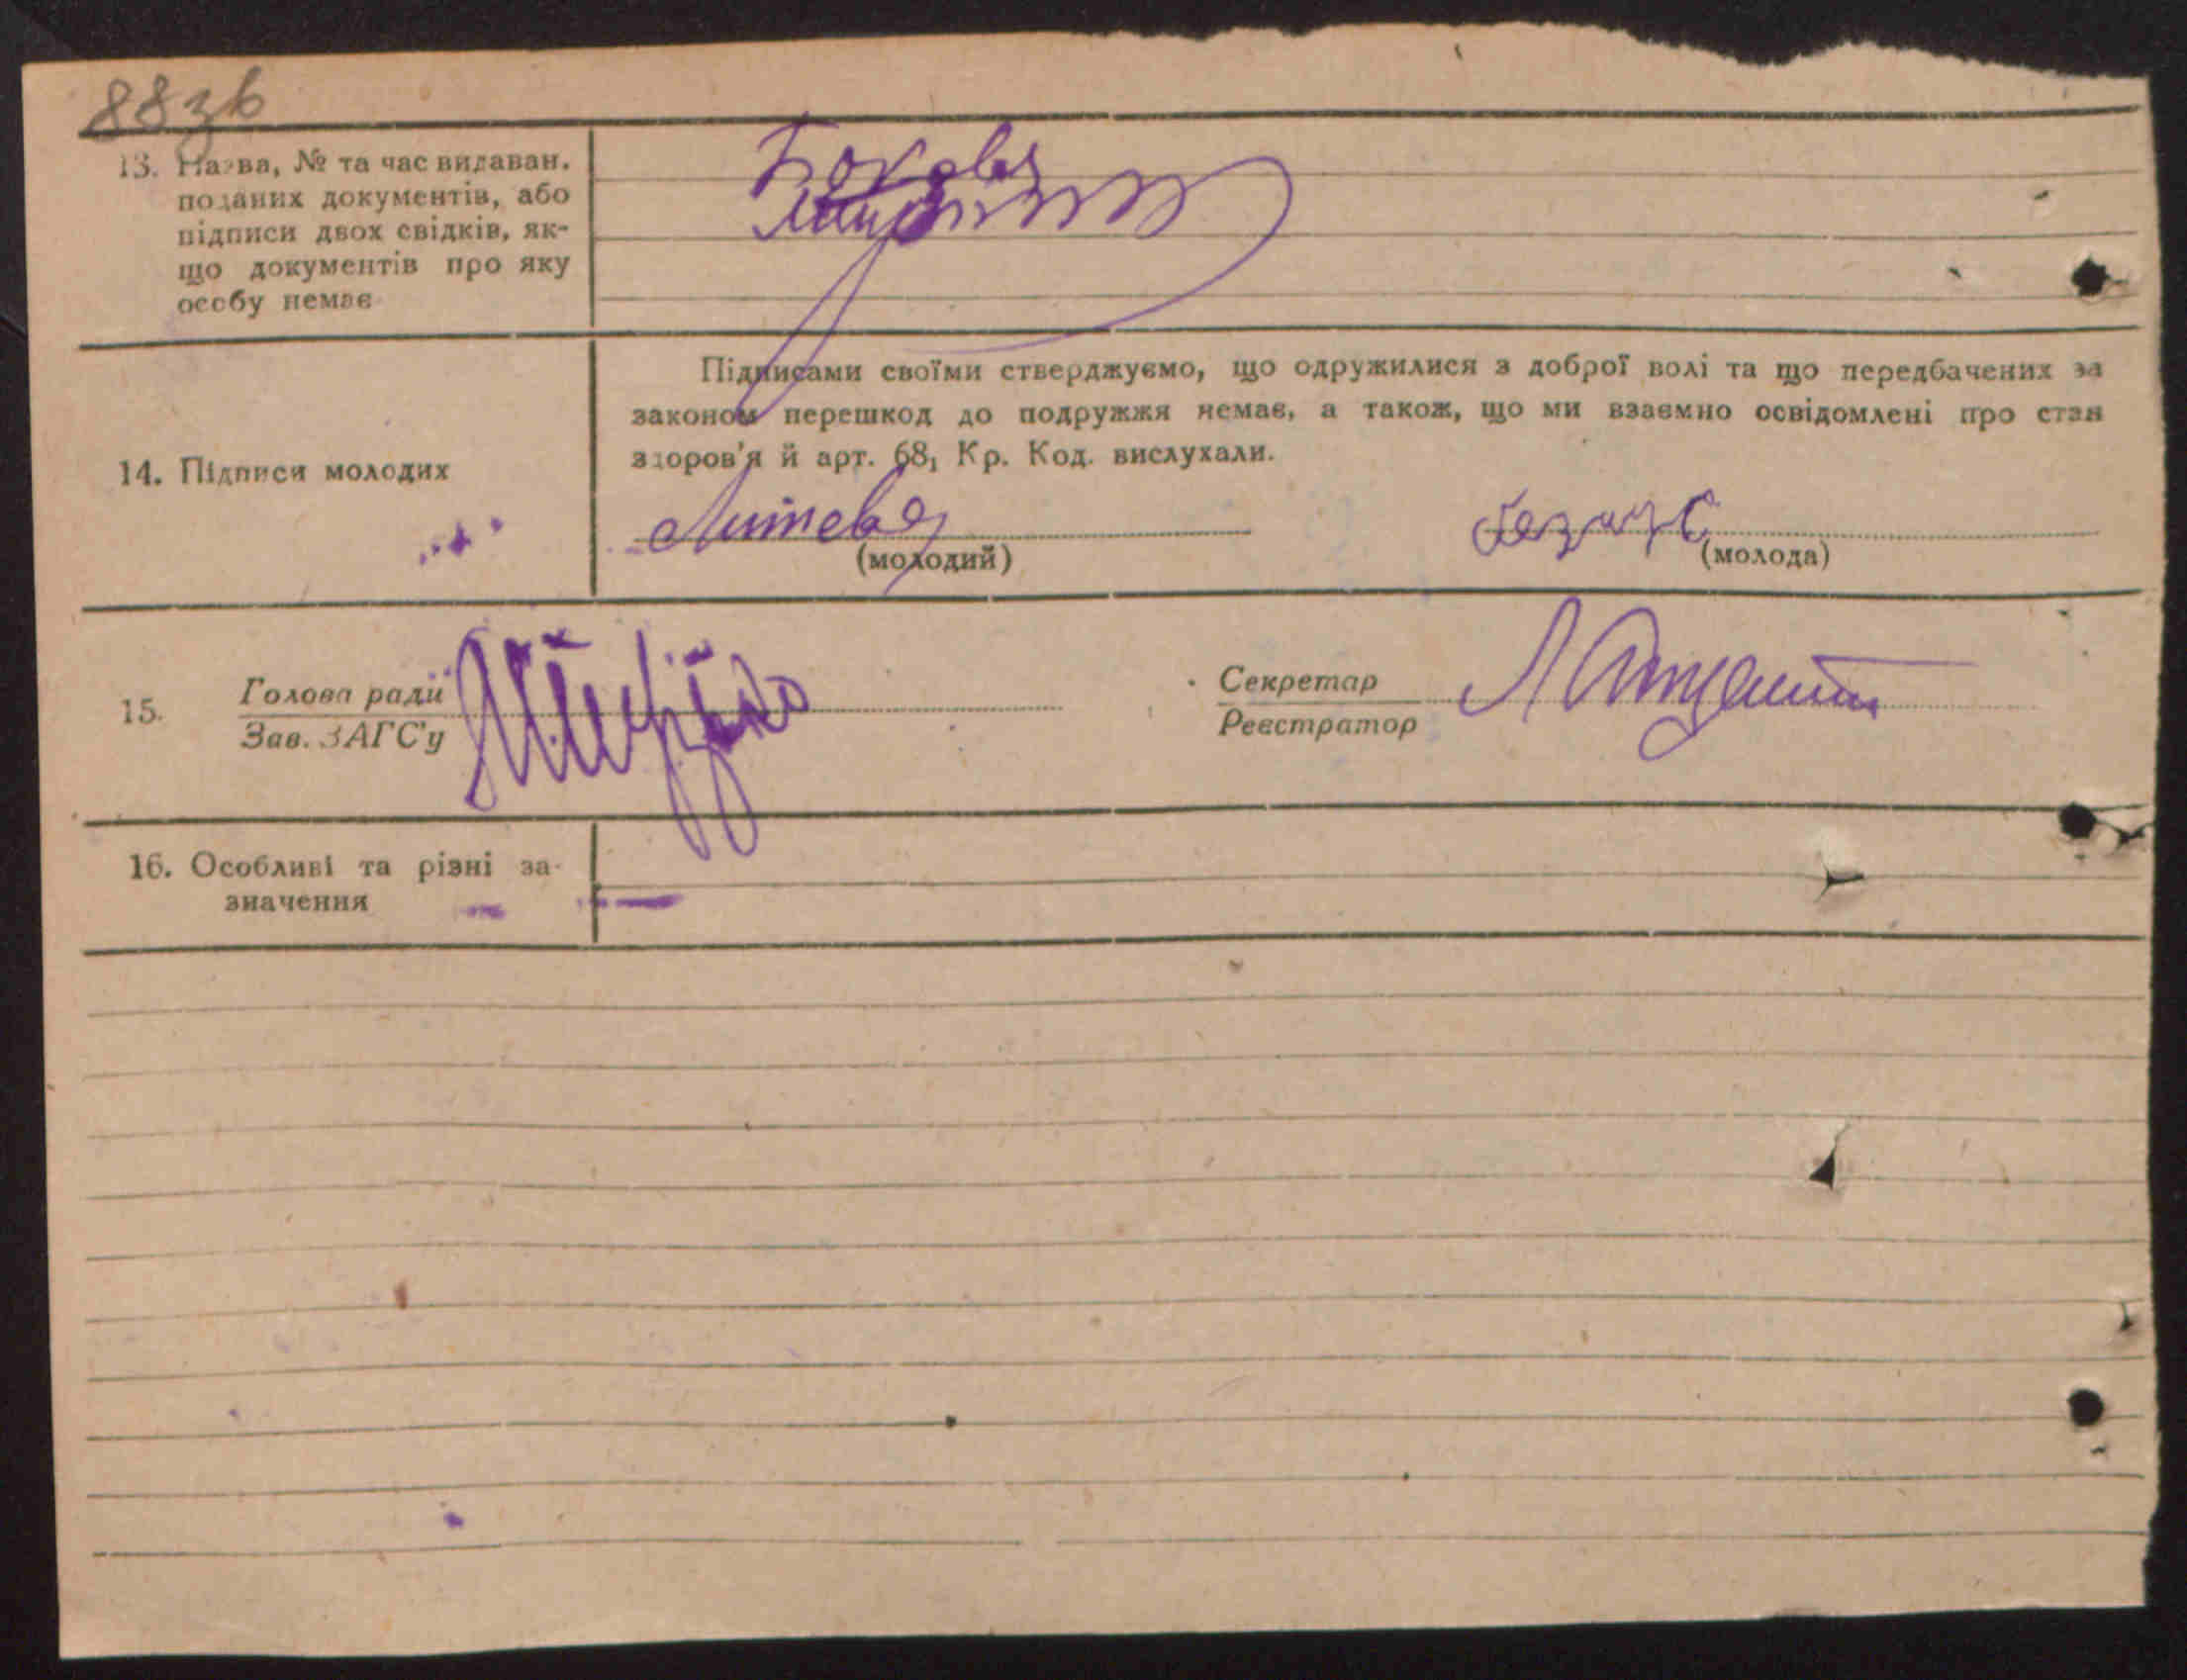 88зв
13. Назва, № та час видаван.
поданих документів, або
підписи двох свідків, як-
що документів про яку
особу немає
Підписами своїми стверджуємо, що одружилися з доброї волі та що передбачених за
законом перешкод до подружжя немає, а також, що ми взаємно освідомлені про стан
здоров'я й арт. 68, Кр. Код. вислухали.
14. Підписи молодих
(молодий)
(молода)
15.
Голова ради
Зав. ЗАГС'у
Секретар
Реєстратор
16. Особливі та різні за-
значення